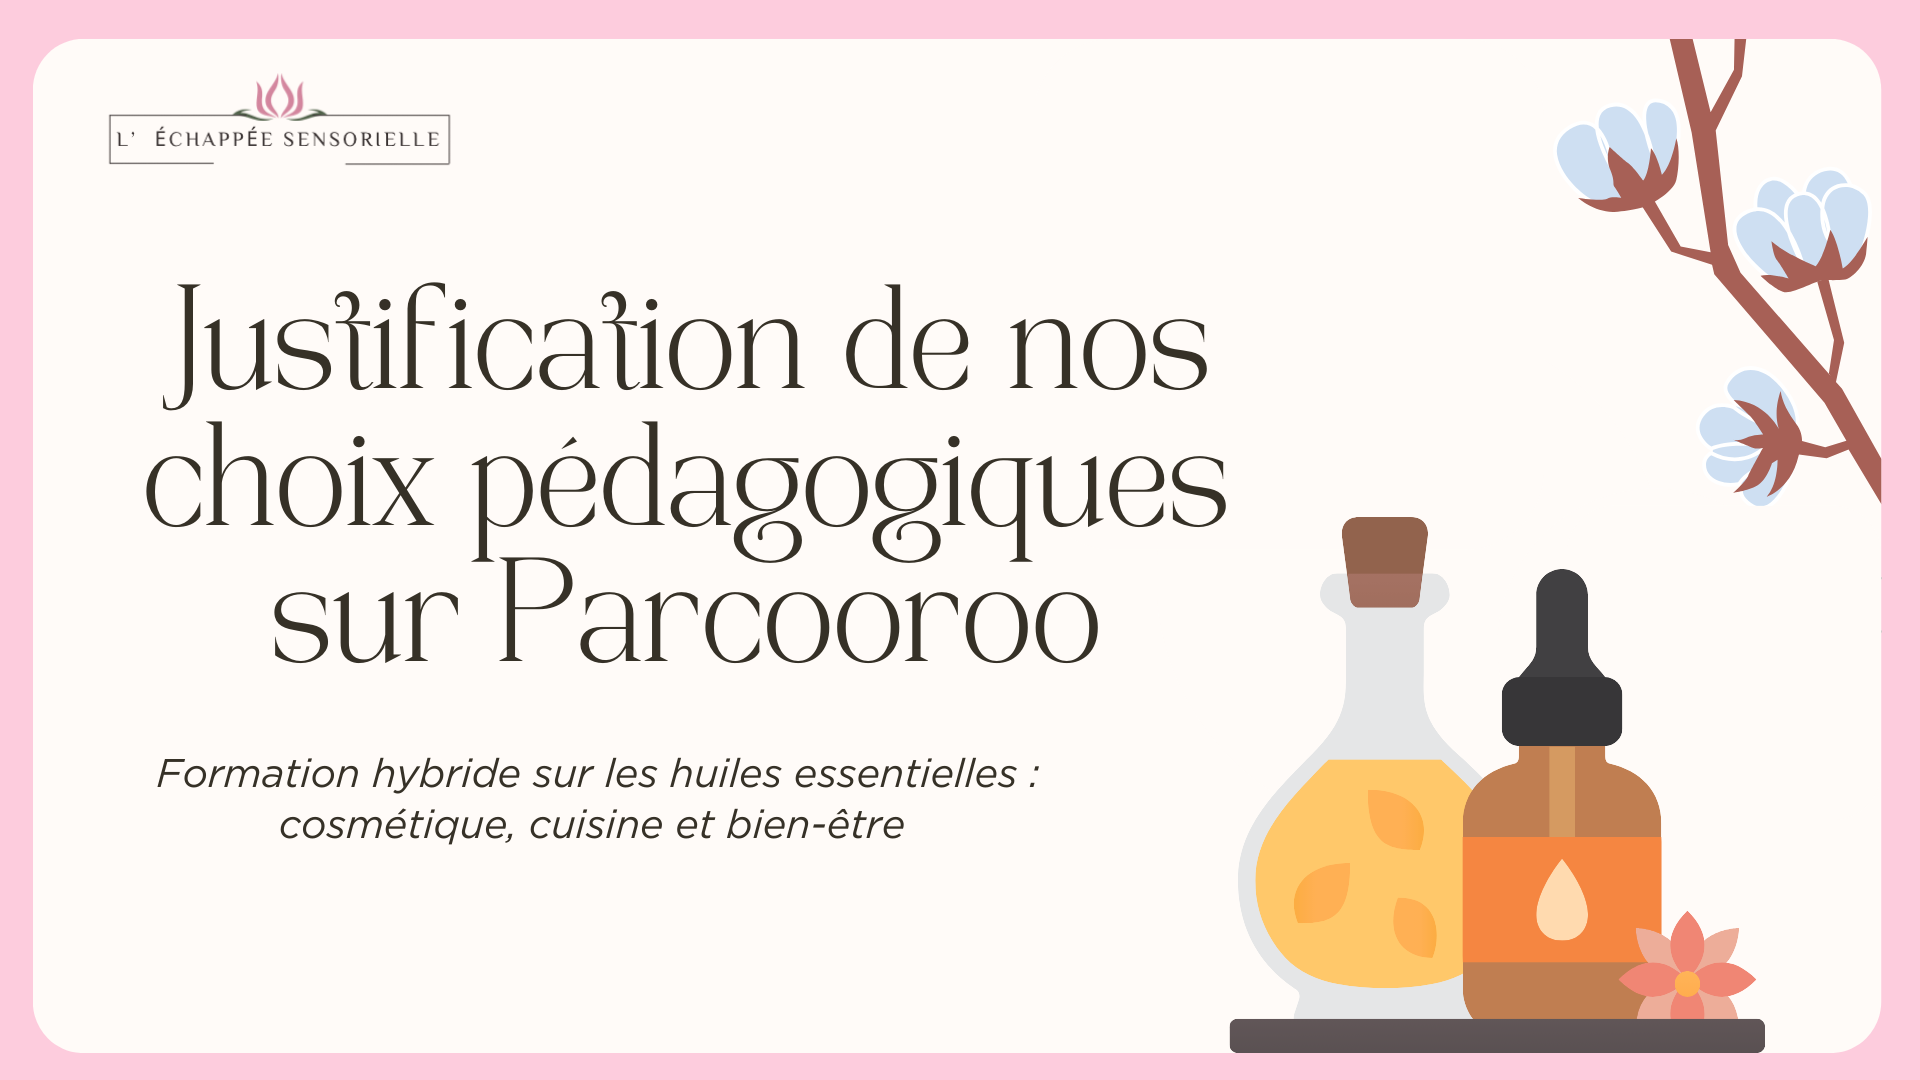 L' ÉCHAPPÉE SENSORIELLE
Justification de nos
choix pédagogiques
sur Parcooroo
Formation hybride sur les huiles essentielles :
cosmétique, cuisine et bien-être